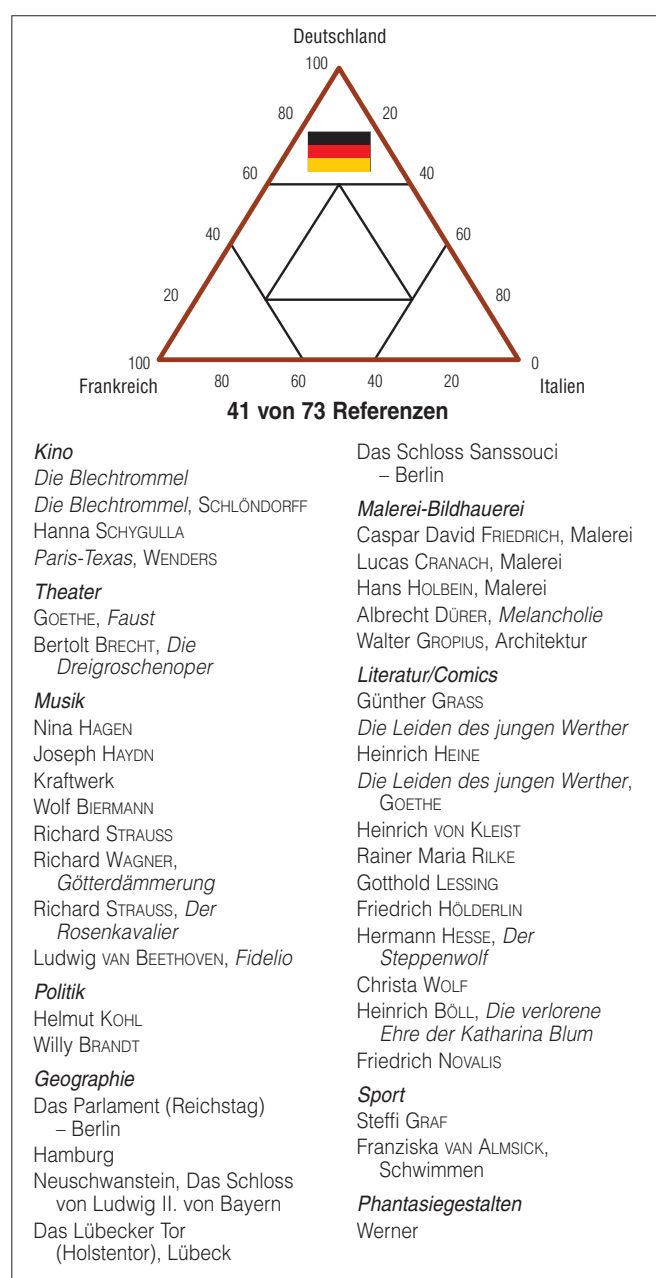 Deutschland
100
80
20
60
40
40
60
20
80
100
0
Frankreich
80
60
40
20
Italien
41 von 73 Referenzen
Kino
Die Blechtrommel
Die Blechtrommel, SCHLÖNDORFF
Hanna SCHYGULLA
Paris-Texas, WENDERS
Theater
GOETHE, Faust
Bertolt BRECHT, Die
Dreigroschenoper
Musik
Nina HAGEN
Joseph HAYDN
Kraftwerk
Wolf BIERMANN
Richard STRAUSS
Richard WAGNER,
Götterdämmerung
Richard STRAUSS, Der
Rosenkavalier
Ludwig VAN BEETHOVEN, Fidelio
Politik
Helmut KOHL
Willy BRANDT
Geographie
Das Parlament (Reichstag)
– Berlin
Hamburg
Neuschwanstein, Das Schloss
von Ludwig II. von Bayern
Das Lübecker Tor
(Holstentor), Lübeck
Das Schloss Sanssouci
– Berlin
Malerei-Bildhauerei
Caspar David FRIEDRICH, Malerei
Lucas CRANACH, Malerei
Hans HOLBEIN, Malerei
Albrecht DÜRER, Melancholie
Walter GROPIUS, Architektur
Literatur/Comics
Günther GRASS
Die Leiden des jungen Werther
Heinrich HEINE
Die Leiden des jungen Werther,
GOETHE
Heinrich VON KLEIST
Rainer Maria RILKE
Gotthold LESSING
Friedrich HÖLDERLIN
Hermann HESSE, Der
Steppenwolf
Christa WOLF
Heinrich BÖLL, Die verlorene
Ehre der Katharina Blum
Friedrich NOVALIS
Sport
Steffi GRAF
Franziska VAN ALMSICK,
Schwimmen
Phantasiegestalten
Werner